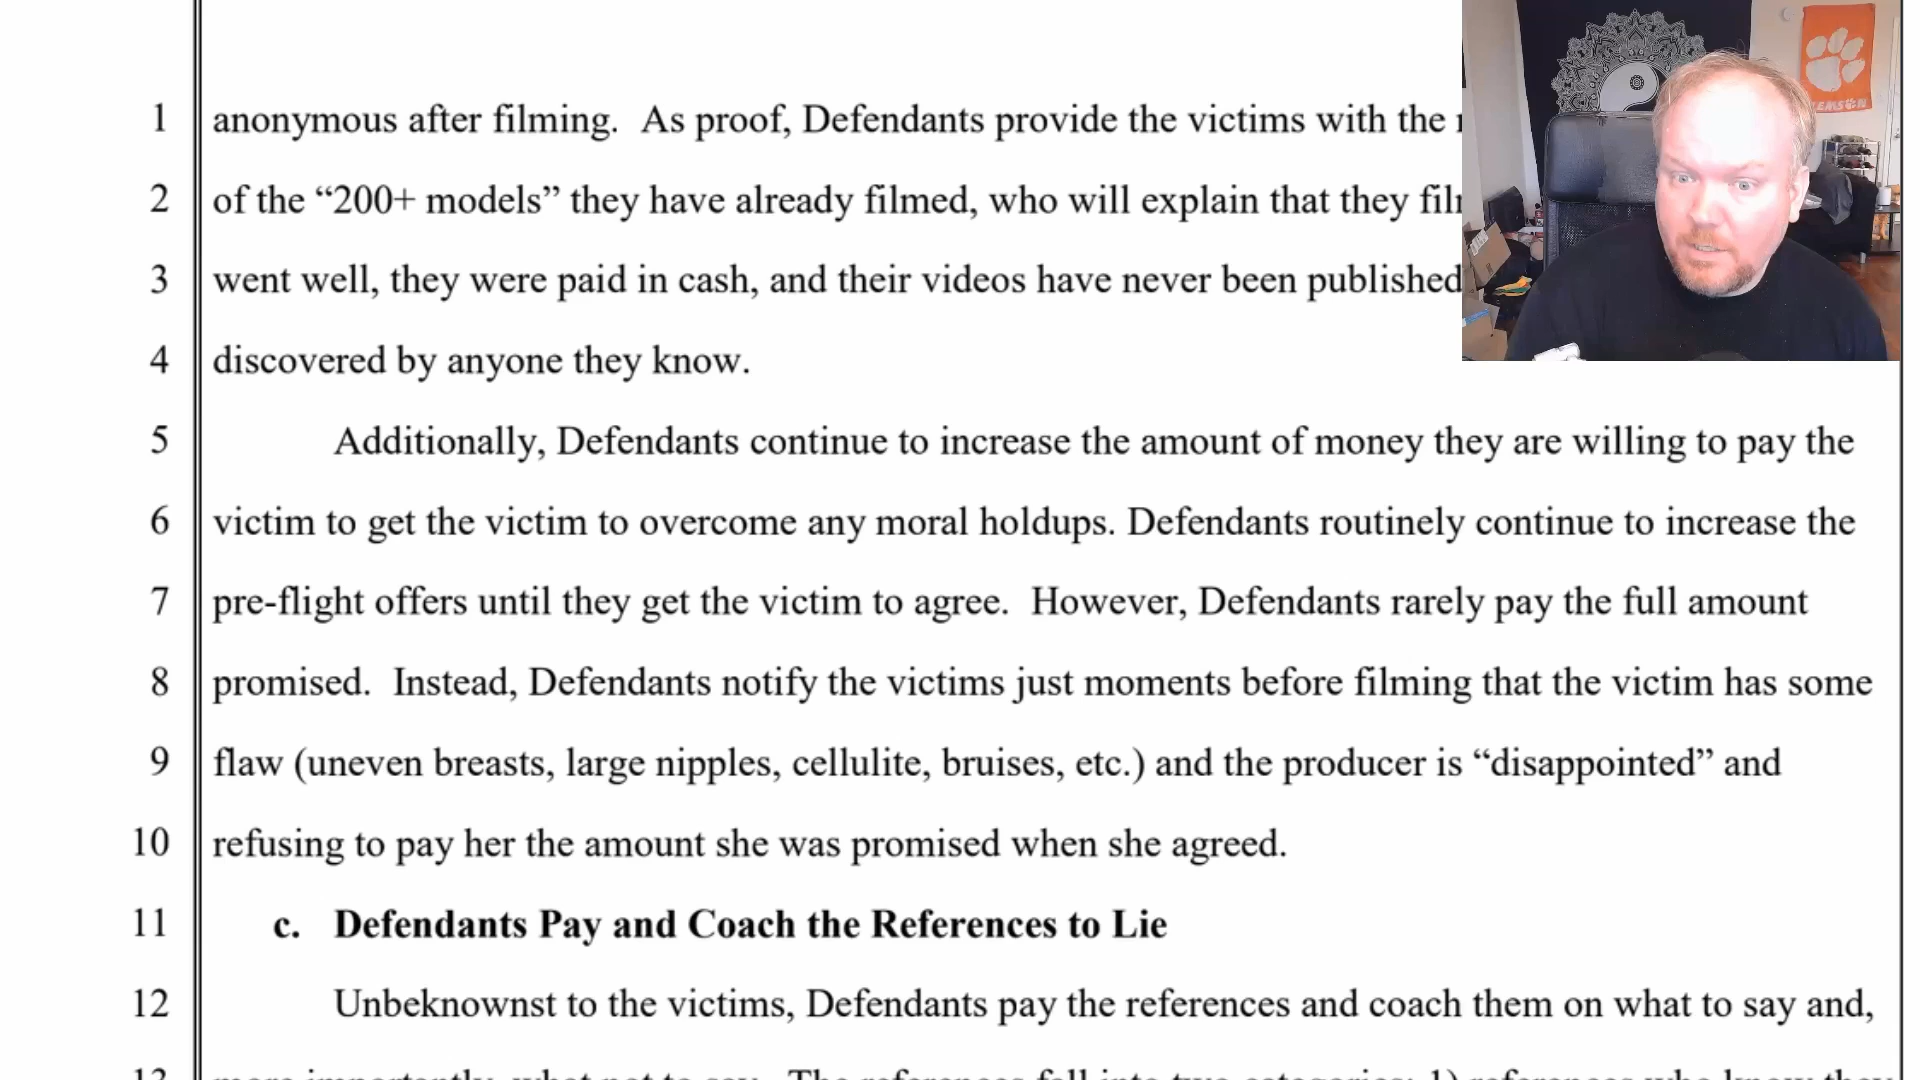 1 anonymous after filming.  As proof, Defendants provide the victims with the
2 of the “200+ models” they have already filmed, who will explain that they
3 went well, they were paid in cash, and their videos have never been published
4 discovered by anyone they know.
5 Additionally, Defendants continue to increase the amount of money they are willing to pay the
6 victim to get the victim to overcome any moral holdups. Defendants routinely continue to increase the
7 pre-flight offers until they get the victim to agree.  However, Defendants rarely pay the full amount
8 promised.  Instead, Defendants notify the victims just moments before filming that the victim has some
9 flaw (uneven breasts, large nipples, cellulite, bruises, etc.) and the producer is “disappointed” and
10 refusing to pay her the amount she was promised when she agreed.
11 c. Defendants Pay and Coach the References to Lie
12 Unbeknownst to the victims, Defendants pay the references and coach them on what to say and,